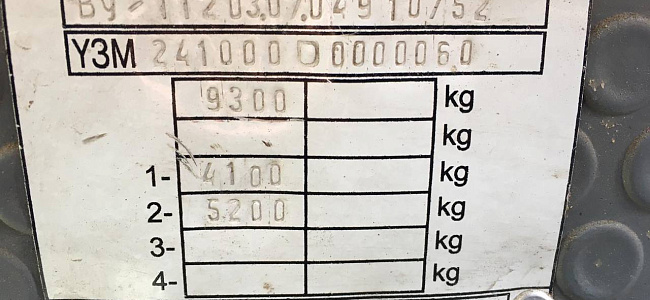 Y3M 241000D0000060
9300 kg
kg
1- 4100 kg
2- 5200 kg
3- kg
4- kg